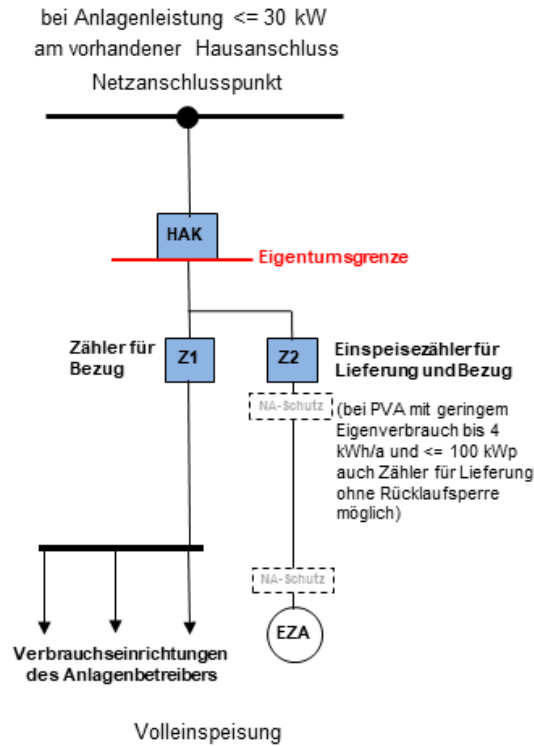 bei Anlagenleistung <= 30 kW
am vorhandener Hausanschluss
Netzanschlusspunkt
HAK
Eigentumsgrenze
Zähler für
Bezug
Z1
Z2
Einspeisezähler für
Lieferung und Bezug
NA-Schutz
(bei PVA mit geringem
Eigenverbrauch bis 4
kWh/a und <= 100 kWp
auch Zähler für Lieferung
ohne Rücklaufsperre
möglich)
NA-Schutz
EZA
Verbrauchseinrichtungen
des Anlagenbetreibers
Volleinspeisung